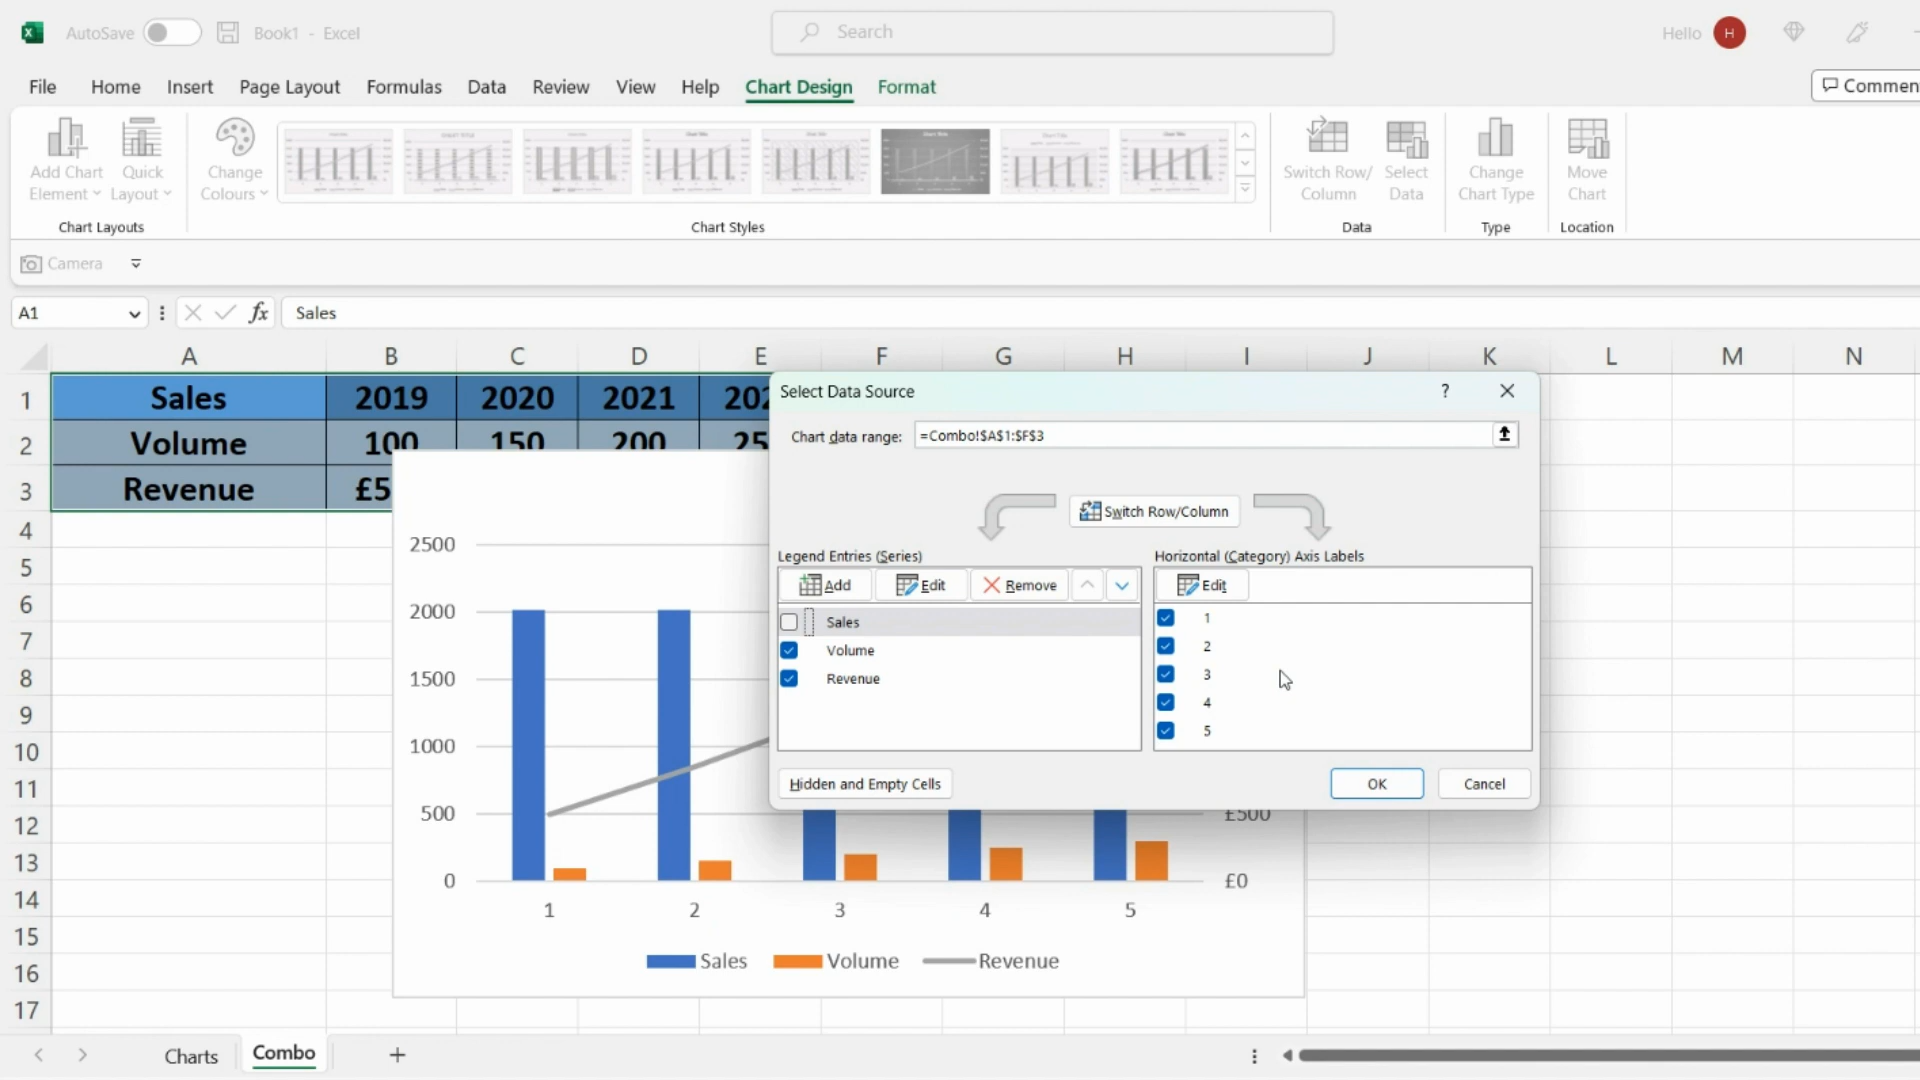 AutoSave
Book1 - Excel
Search
Hello H
File Home Insert Page Layout Formulas Data Review View Help Chart Design Format
Add Chart Element
Quick Layout
Change Colours
Switch Row/ Column
Select Data
Change Chart Type
Move Chart
Chart Layouts
Chart Styles
Data
Type
Location
Camera
A1
fx
Sales
A B C D E F G H I J K L M N
1 Sales 2019 2020 2021
2 Volume 100 150 200
3 Revenue
4
5
6
7
8
9
10
11
12
13
14
15
16
17
Select Data Source
?
Chart data range: =Combo!$A$1:$F$3
Switch Row/Column
Legend Entries (Series)
Horizontal (Category) Axis Labels
Add Edit Remove
Edit
Sales
Volume
Revenue
1
2
3
4
5
Hidden and Empty Cells
OK
Cancel
2500
2000
1500
1000
500
0
£500
£0
1 2 3 4 5
Sales Volume Revenue
Charts
Combo